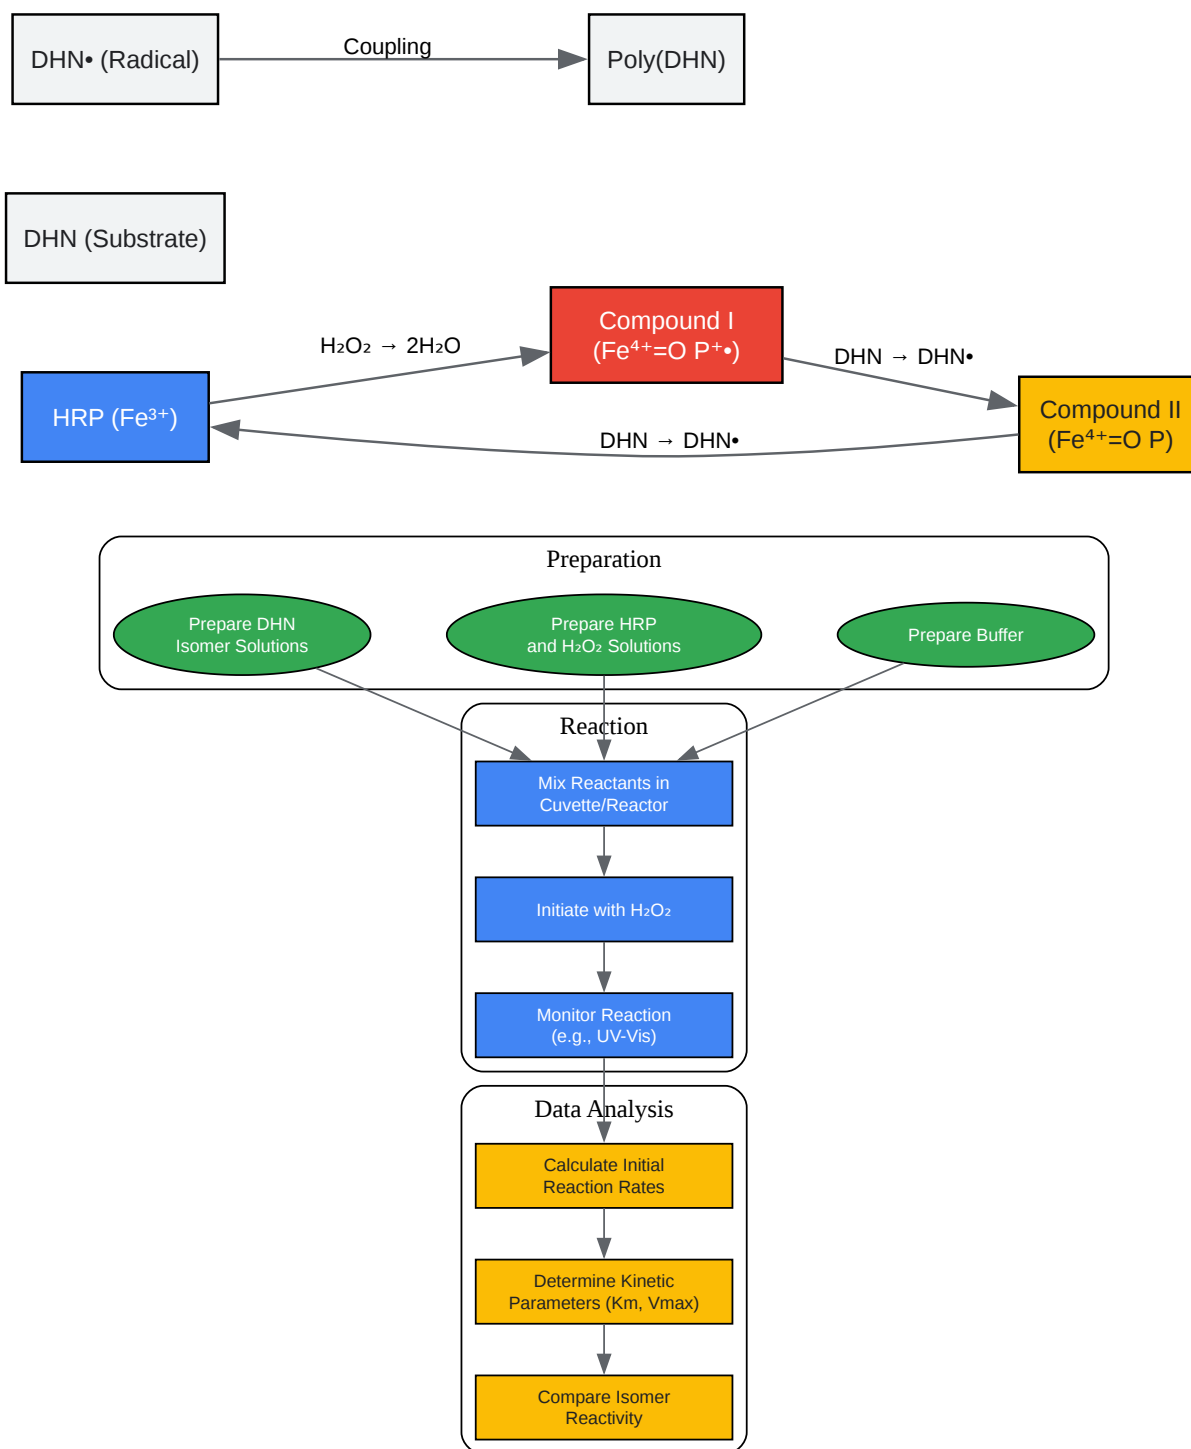 Coupling
DHN• (Radical)
Poly(DHN)
DHN (Substrate)
Compound I
(Fe⁴⁺=O P⁺•)
H₂O₂ → 2H₂O
DHN → DHN•
HRP (Fe³⁺)
Compound II
(Fe⁴⁺=O P)
DHN → DHN•
Preparation
Prepare DHN
Isomer Solutions
Prepare HRP
and H₂O₂ Solutions
Prepare Buffer
Reaction
Mix Reactants in
Cuvette/Reactor
Initiate with H₂O₂
Monitor Reaction
(e.g., UV-Vis)
Data Analysis
Calculate Initial
Reaction Rates
Determine Kinetic
Parameters (Km, Vmax)
Compare Isomer
Reactivity